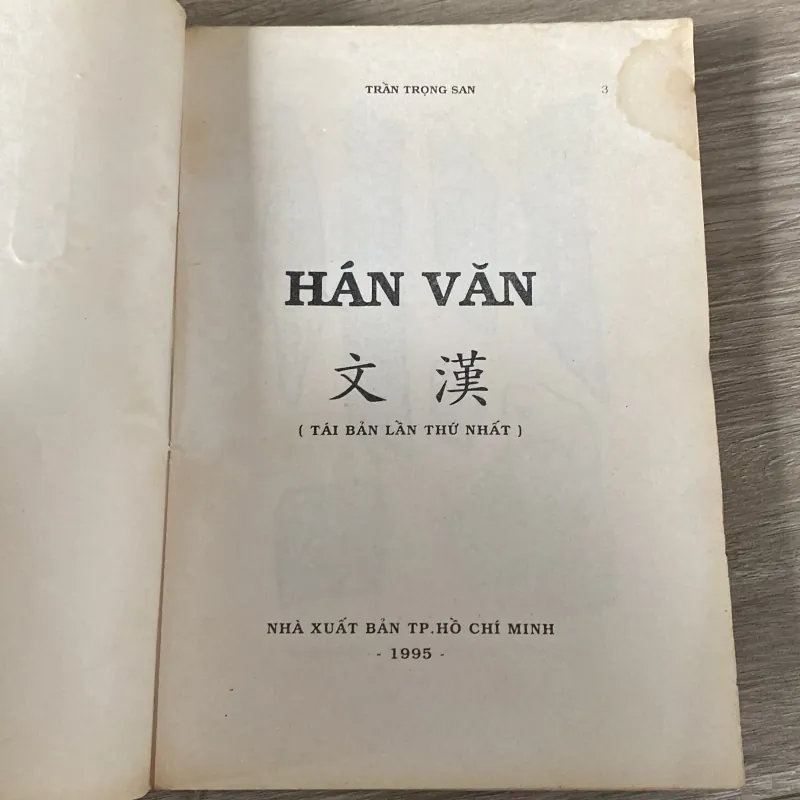 TRẦN TRỌNG SAN 3
HÁN VĂN
文 漢
( TÁI BẢN LẦN THỨ NHẤT )
NHÀ XUẤT BẢN TP.HỒ CHÍ MINH
- 1995 -